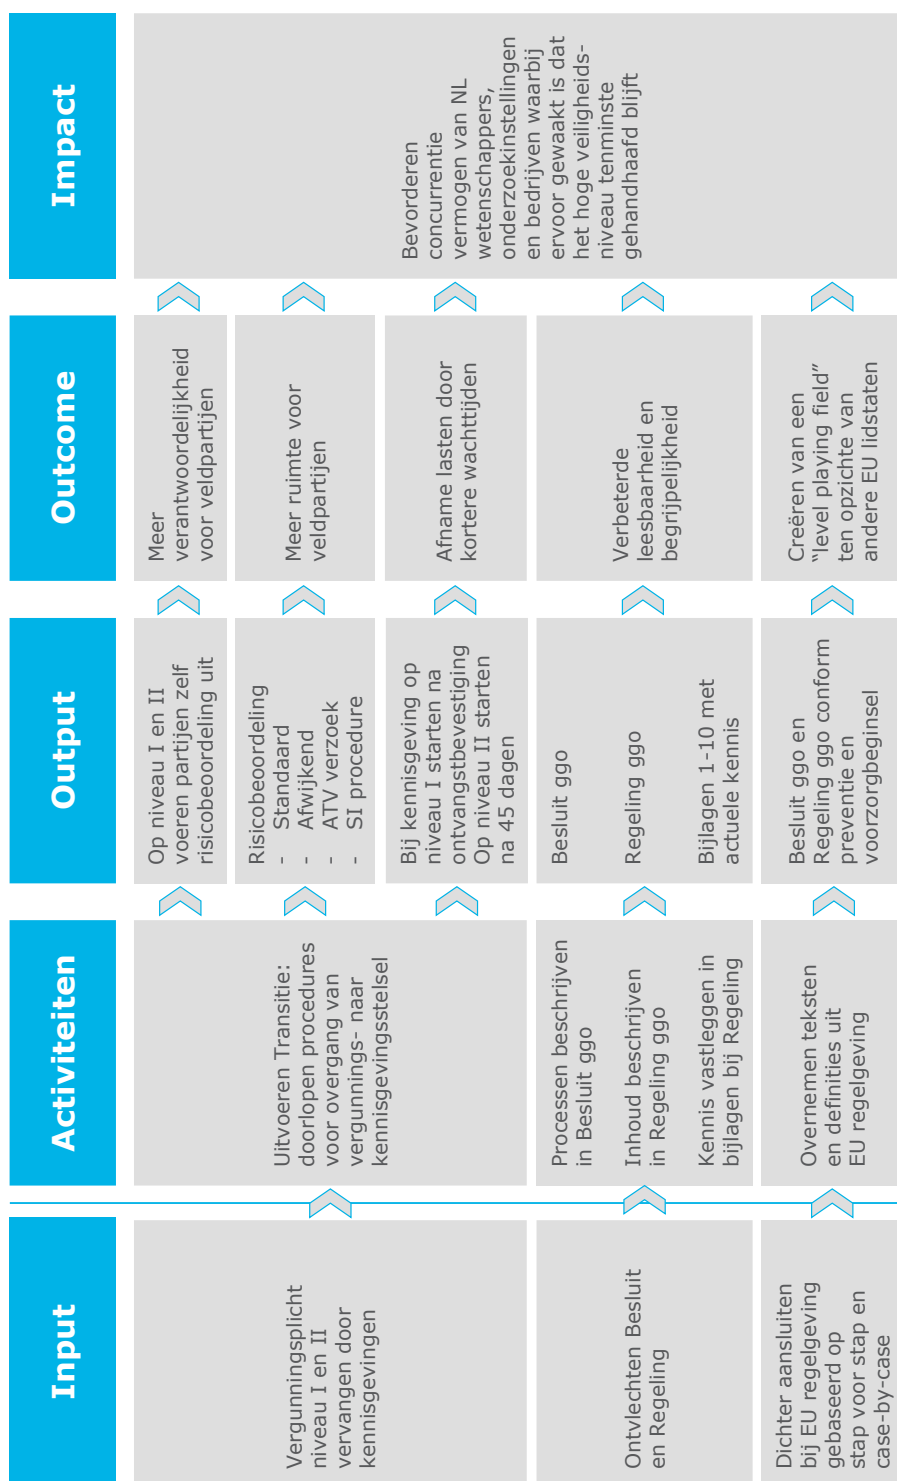 Input
Activiteiten
Output
Outcome
Impact
Vergunningsplicht
niveau I en II
vervangen door
kennisgevingen
Uitvoeren Transitie:
doorlopen procedures
voor overgang van
vergunnings- naar
kennisgevingsstelsel
Op niveau I en II
voeren partijen zelf
risicobeoordeling uit
Meer
verantwoordelijkheid
voor veldpartijen
Risicobeoordeling
- Standaard
- Afwijkend
- ATV verzoek
- SI procedure
Meer ruimte voor
veldpartijen
Bij kennisgeving op
niveau I starten na
ontvangstbevestiging
Op niveau II starten
na 45 dagen
Afname lasten door
kortere wachttijden
Ontvlechten Besluit
en Regeling
Processen beschrijven
in Besluit ggo
Inhoud beschrijven
in Regeling ggo
Kennis vastleggen in
bijlagen bij Regeling
Besluit ggo
Regeling ggo
Bijlagen 1-10 met
actuele kennis
Verbeterde
leesbaarheid en
begrijpelijkheid
Dichter aansluiten
bij EU regelgeving
gebaseerd op
stap voor stap en
case-by-case
Overnemen teksten
en definities uit
EU regelgeving
Besluit ggo en
Regeling ggo conform
preventie en
voorzorgbeginsel
Creëren van een
“level playing field”
ten opzichte van
andere EU lidstaten
Bevorderen
concurrentie
vermogen van NL
wetenschappers,
onderzoekinstellingen
en bedrijven waarbij
ervoor gewaakt is dat
het hoge veiligheids-
niveau tenminste
gehandhaafd blijft